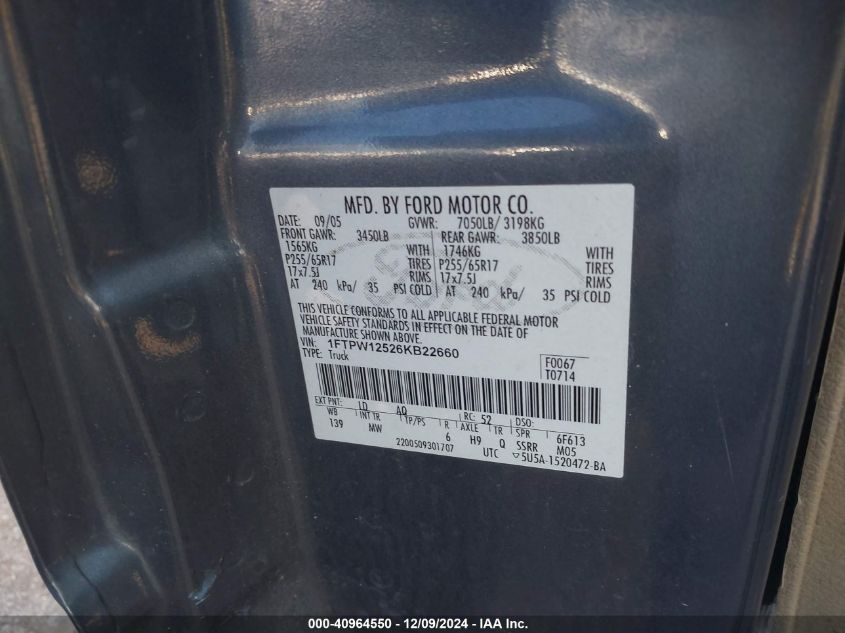 MFD. BY FORD MOTOR CO.
DATE: 09/05 GVWR: 7050LB/ 3198KG
FRONT GAWR: 3450LB REAR GAWR: 3850LB
1565KG WITH 1746KG WITH
P255/65R17 TIRES P255/65R17 TIRES
17x7.5J RIMS 17x7.5J RIMS
AT 240 kPa/ 35 PSI COLD AT 240 kPa/ 35 PSI COLD
THIS VEHICLE CONFORMS TO ALL APPLICABLE FEDERAL MOTOR
VEHICLE SAFETY STANDARDS IN EFFECT ON THE DATE OF
MANUFACTURE SHOWN ABOVE.
VIN: 1FTPW12526KB22660
TYPE: Truck
F0067
T0714
EXT PNT: LD AQ RC: 52 DSO:
WB INT TR TP/PS R AXLE TR SPR 6F613
139 MW 6 H9 Q SSRR M05
2200509301707 UTC ▽5U5A-1520472-BA
Ford
000-40964550 - 12/09/2024 - IAA Inc.